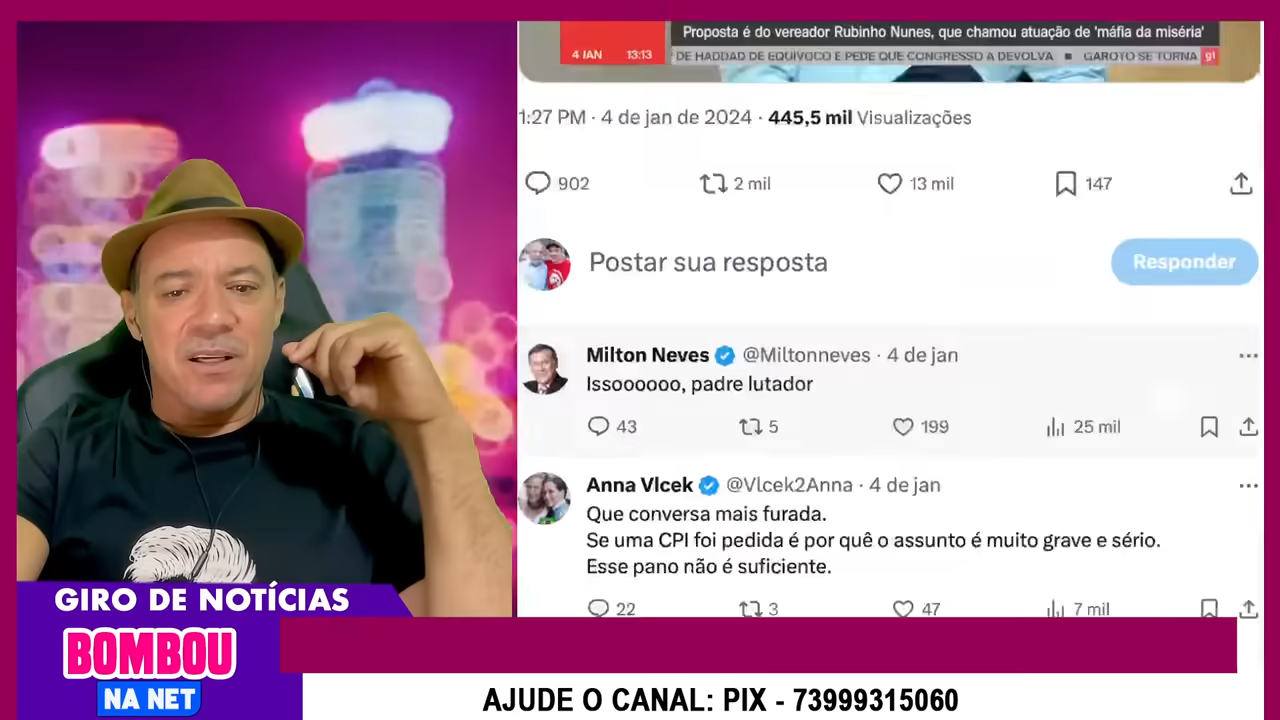 Proposta é do vereador Rubinho Nunes, que chamou atuação de 'máfia da miséria'
4 JAN 13:13 DE HADDAD DE EQUÍVOCO E PEDE QUE CONGRESSO A DEVOLVA ■ GAROTO SE TORNA g1
1:27 PM · 4 de jan de 2024 · 445,5 mil Visualizações
902 2 mil 13 mil 147
Postar sua resposta Responder
Milton Neves @Miltonneves · 4 de jan
Issoooooo, padre lutador
43 5 199 25 mil
Anna Vlcek @Vlcek2Anna · 4 de jan
Que conversa mais furada.
Se uma CPI foi pedida é por quê o assunto é muito grave e sério.
Esse pano não é suficiente.
22 3 47 7 mil
GIRO DE NOTÍCIAS
BOMBOU
NA NET
AJUDE O CANAL: PIX - 73999315060